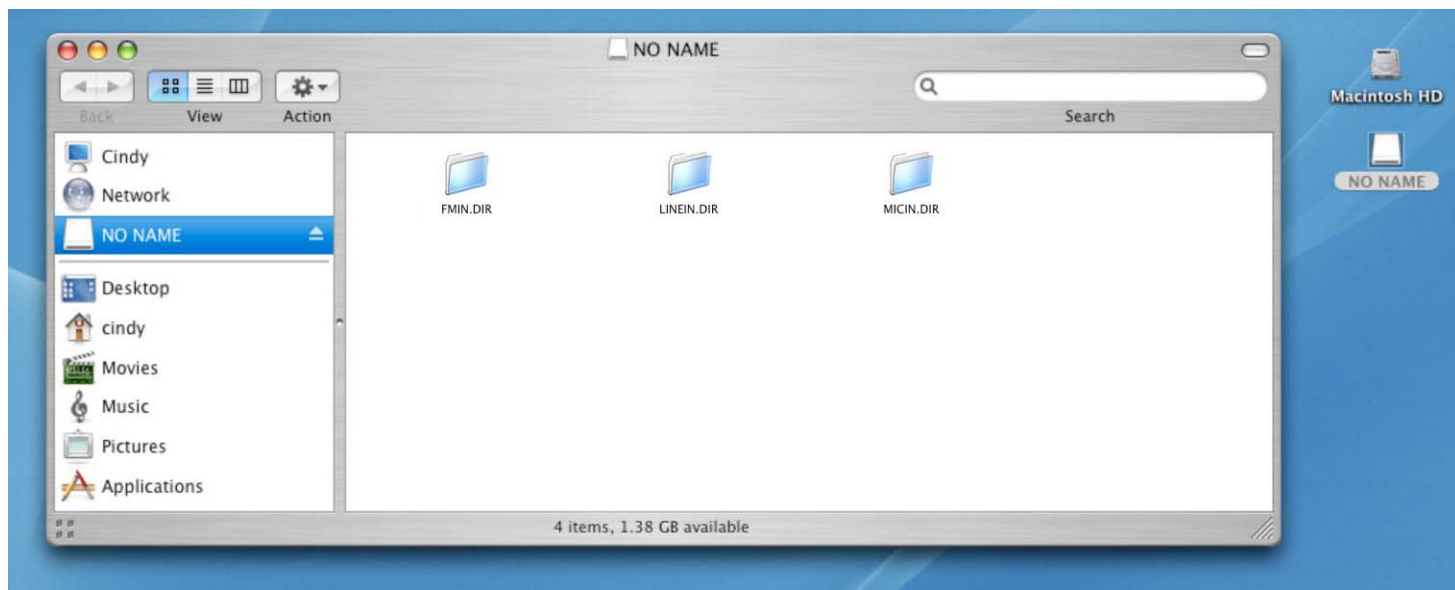 NO NAME
Back
View
Action
Search
Cindy
Network
NO NAME
Desktop
cindy
Movies
Music
Pictures
Applications
FMIN.DIR
LINEIN.DIR
MICIN.DIR
4 items, 1.38 GB available
Macintosh HD
NO NAME